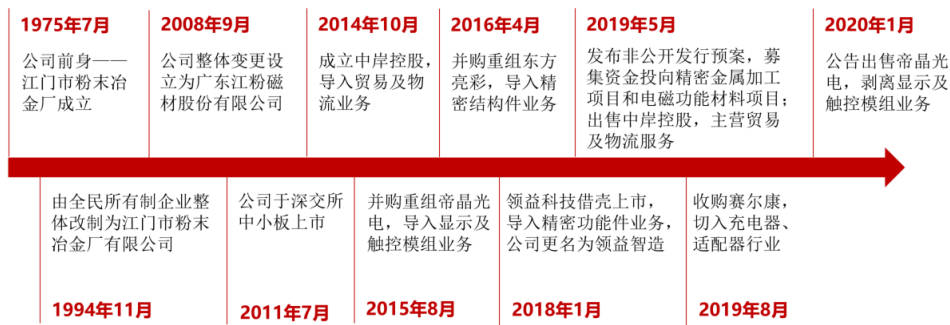 1975年7月
公司前身——
江门市粉末冶
金厂成立
2008年9月
公司整体变更设
立为广东江粉磁
材股份有限公司
2014年10月
成立中岸控股，
导入贸易及物
流业务
2016年4月
并购重组东方
亮彩，导入精
密结构件业务
2019年5月
发布非公开发行预案，募
集资金投向精密金属加工
项目和电磁功能材料项目；
出售中岸控股，主营贸易
及物流服务
2020年1月
公告出售帝晶光
电，剥离显示及
触控模组业务
由全民所有制企业整
体改制为江门市粉末
冶金厂有限公司
1994年11月
公司于深交所
中小板上市
2011年7月
并购重组帝晶光
电，导入显示及
触控模组业务
2015年8月
领益科技借壳上市，
导入精密功能件业务，
公司更名为领益智造
2018年1月
收购赛尔康，
切入充电器、
适配器行业
2019年8月